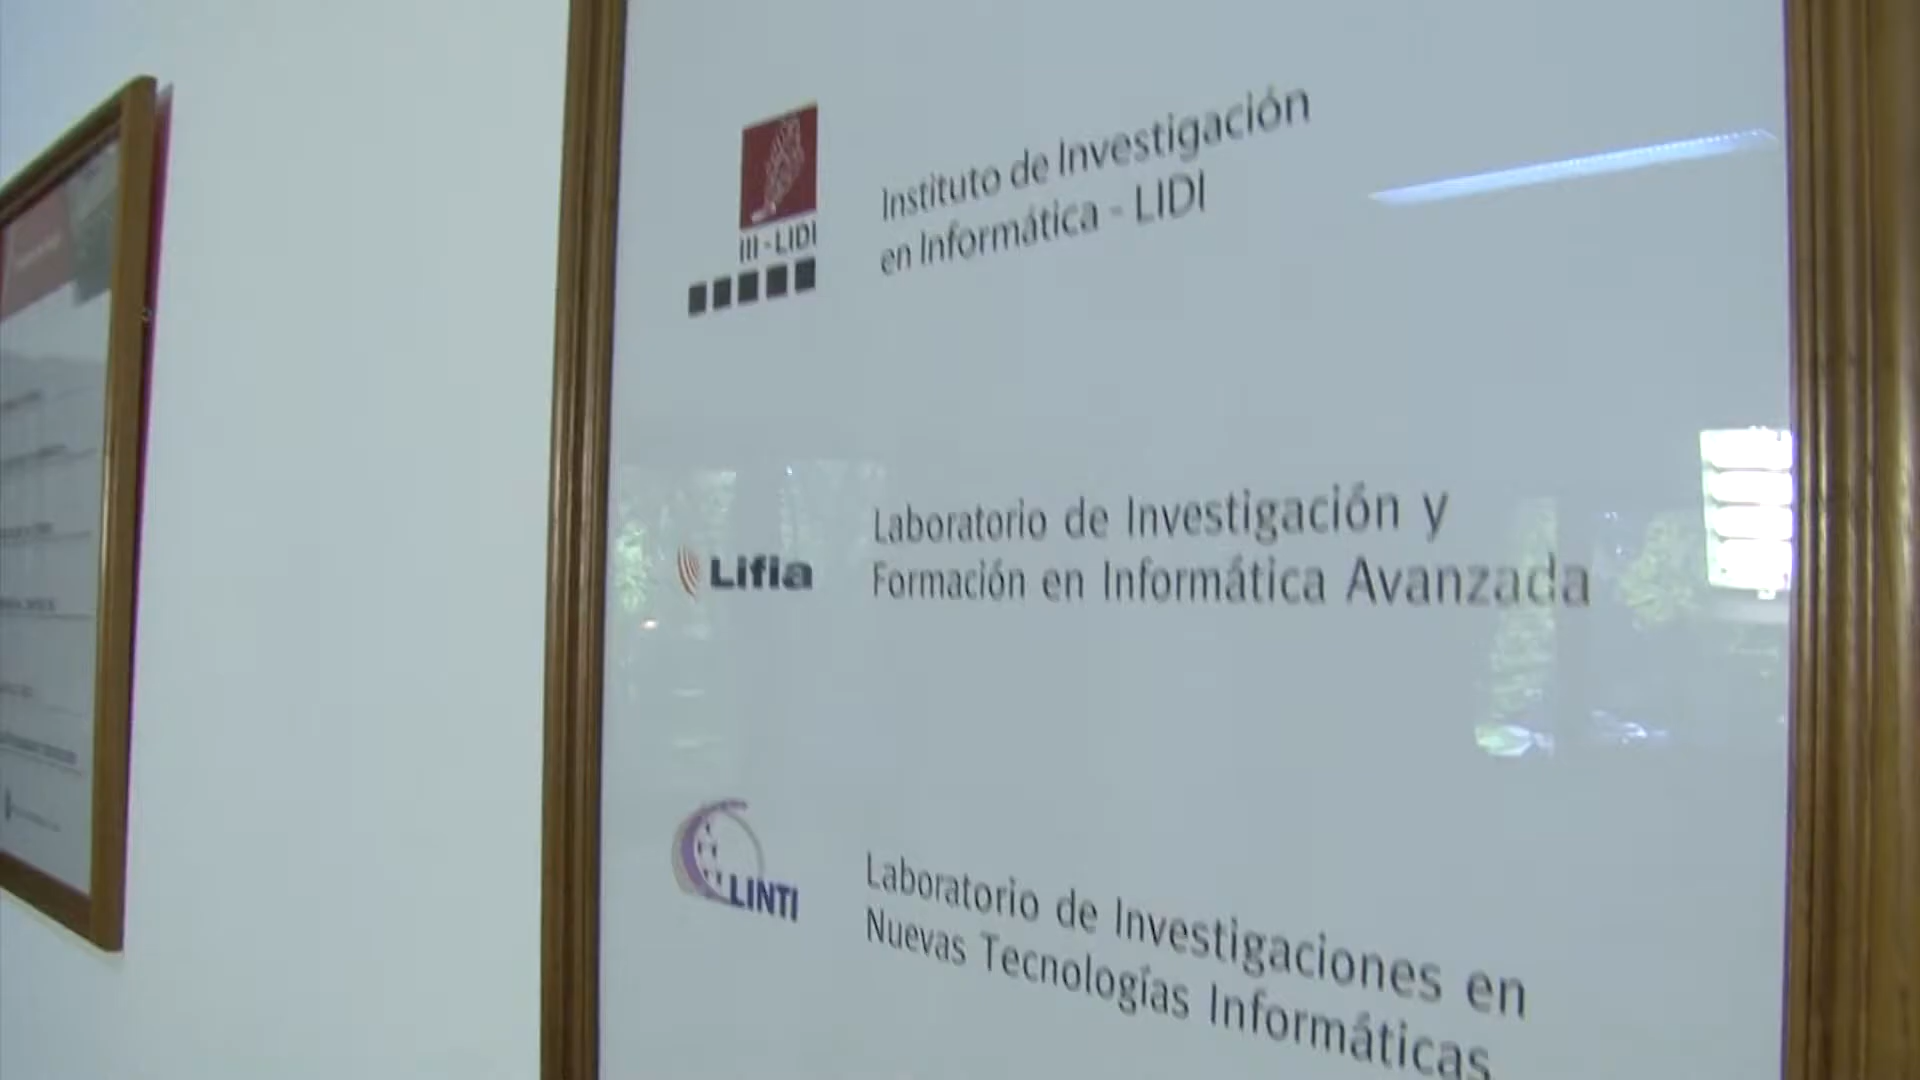 III-LIDI
Instituto de Investigación
en Informática - LIDI
Lifia
Laboratorio de Investigación y
Formación en Informática Avanzada
LINTI
Laboratorio de Investigaciones en
Nuevas Tecnologías Informáticas